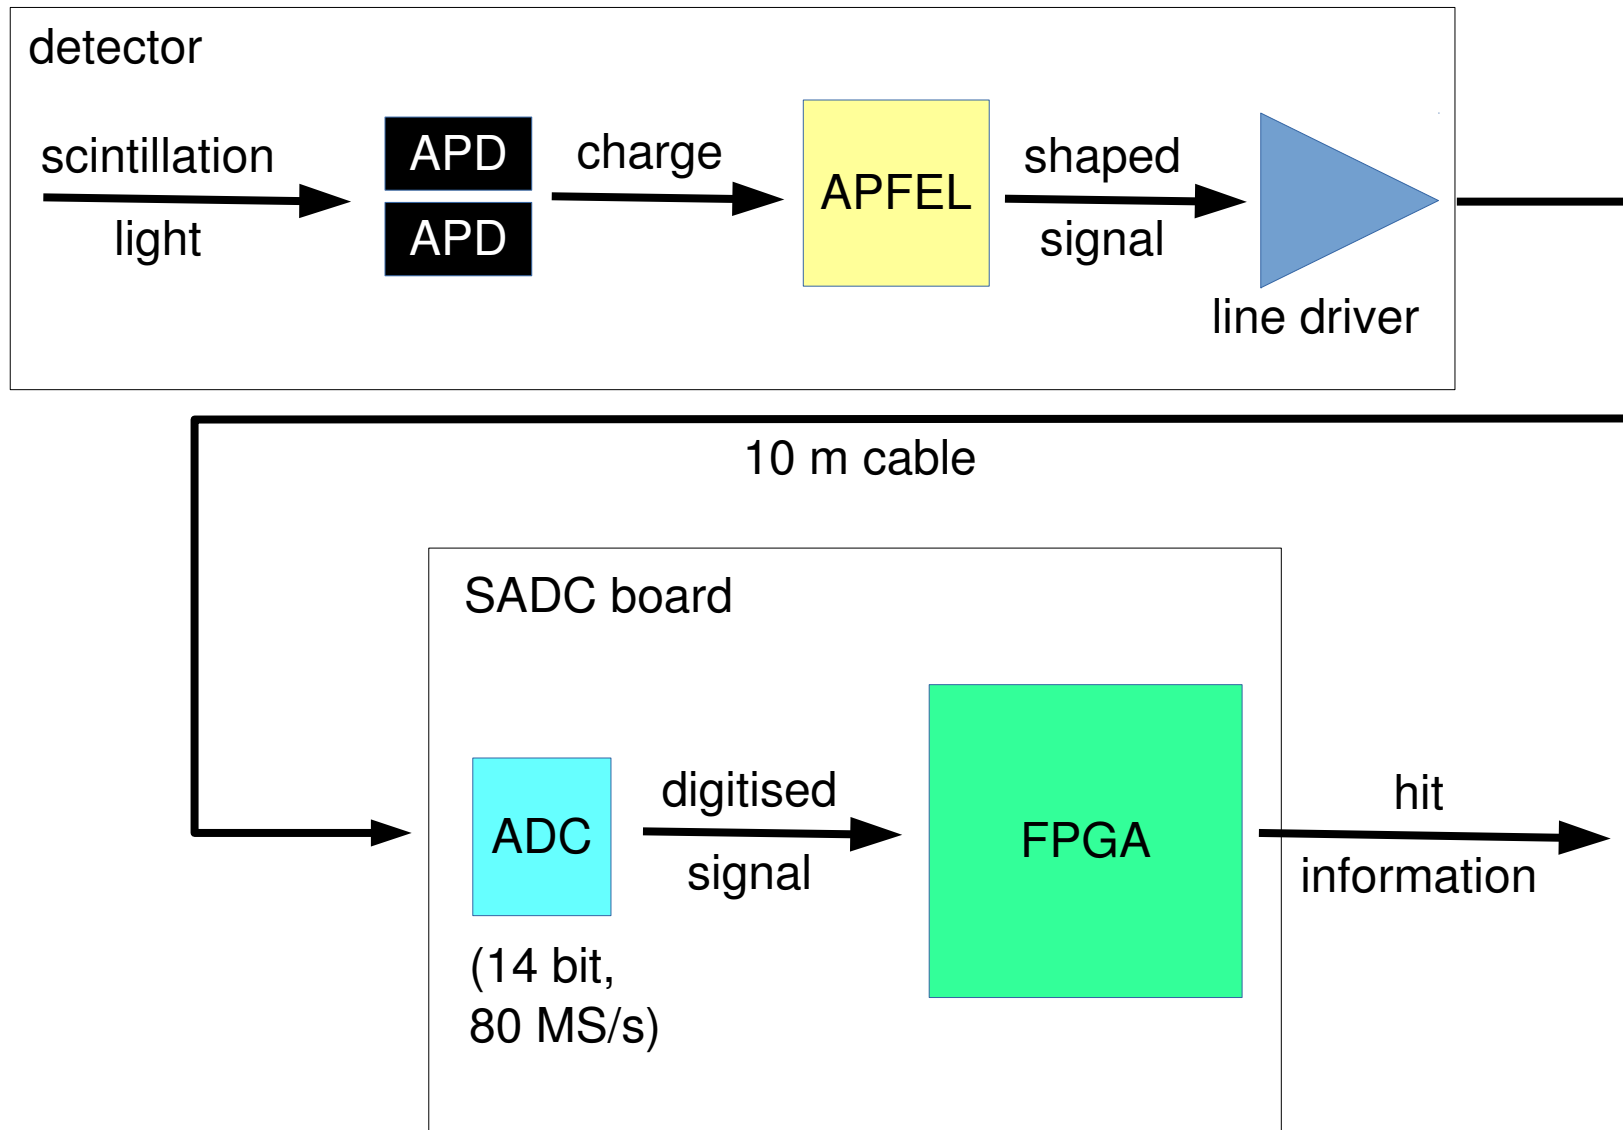 detector
scintillation
light
APD
APD
charge
APFEL
shaped
signal
line driver
10 m cable
SADC board
ADC
(14 bit,
80 MS/s)
digitised
signal
FPGA
hit
information